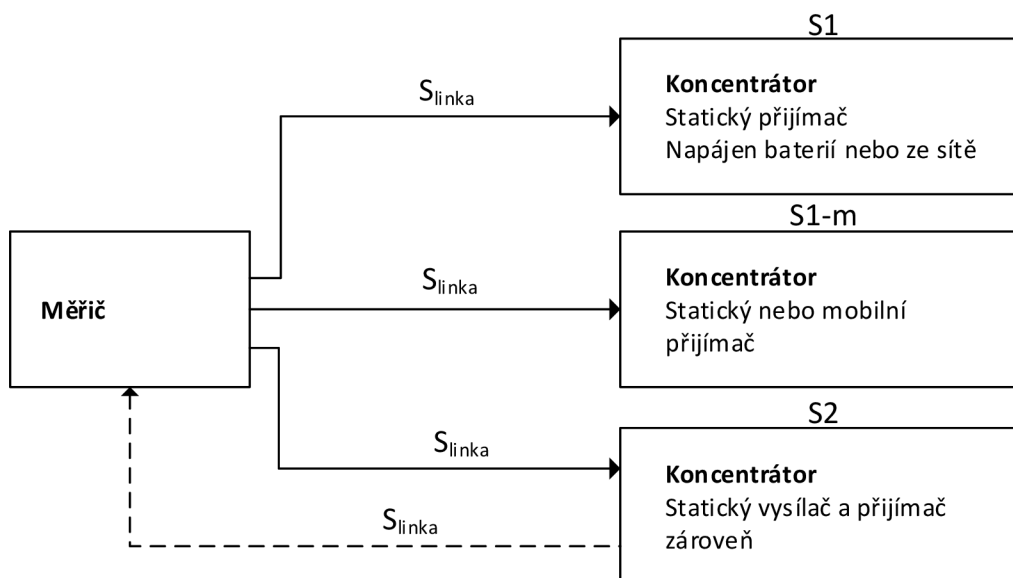 S1
Slinka
Koncentrátor
Statický přijímač
Napájen baterií nebo ze sítě
S1-m
Slinka
Měřič
Koncentrátor
Statický nebo mobilní
přijímač
S2
Slinka
Koncentrátor
Statický vysílač a přijímač
zároveň
Slinka